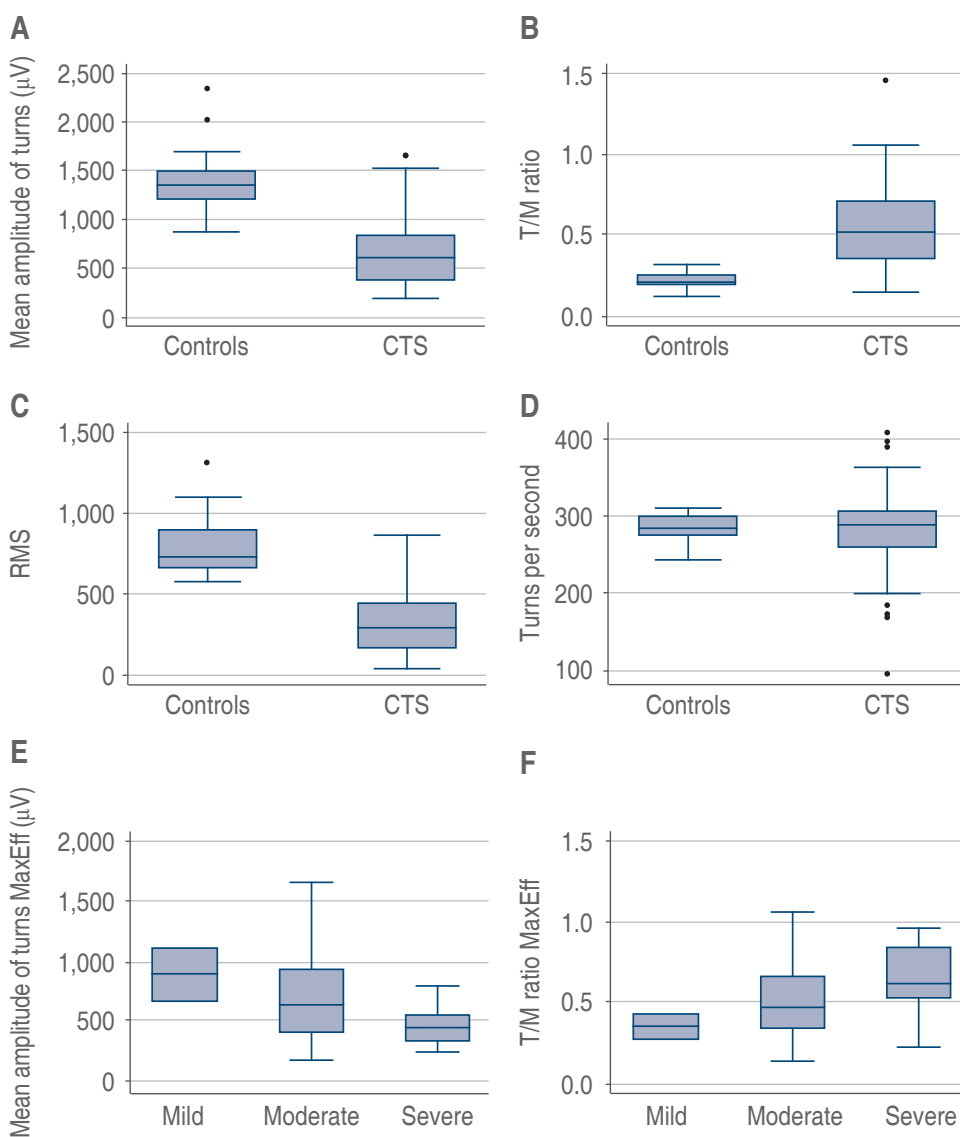 A
Mean amplitude of turns (μV)
2,500
2,000
1,500
1,000
500
0
Controls CTS
B
T/M ratio
1.5
1.0
0.5
0.0
Controls CTS
C
RMS
1,500
1,000
500
0
Controls CTS
D
Turns per second
400
300
200
100
Controls CTS
E
Mean amplitude of turns MaxEff (μV)
2,000
1,500
1,000
500
0
Mild Moderate Severe
F
T/M ratio MaxEff
1.5
1.0
0.5
0.0
Mild Moderate Severe